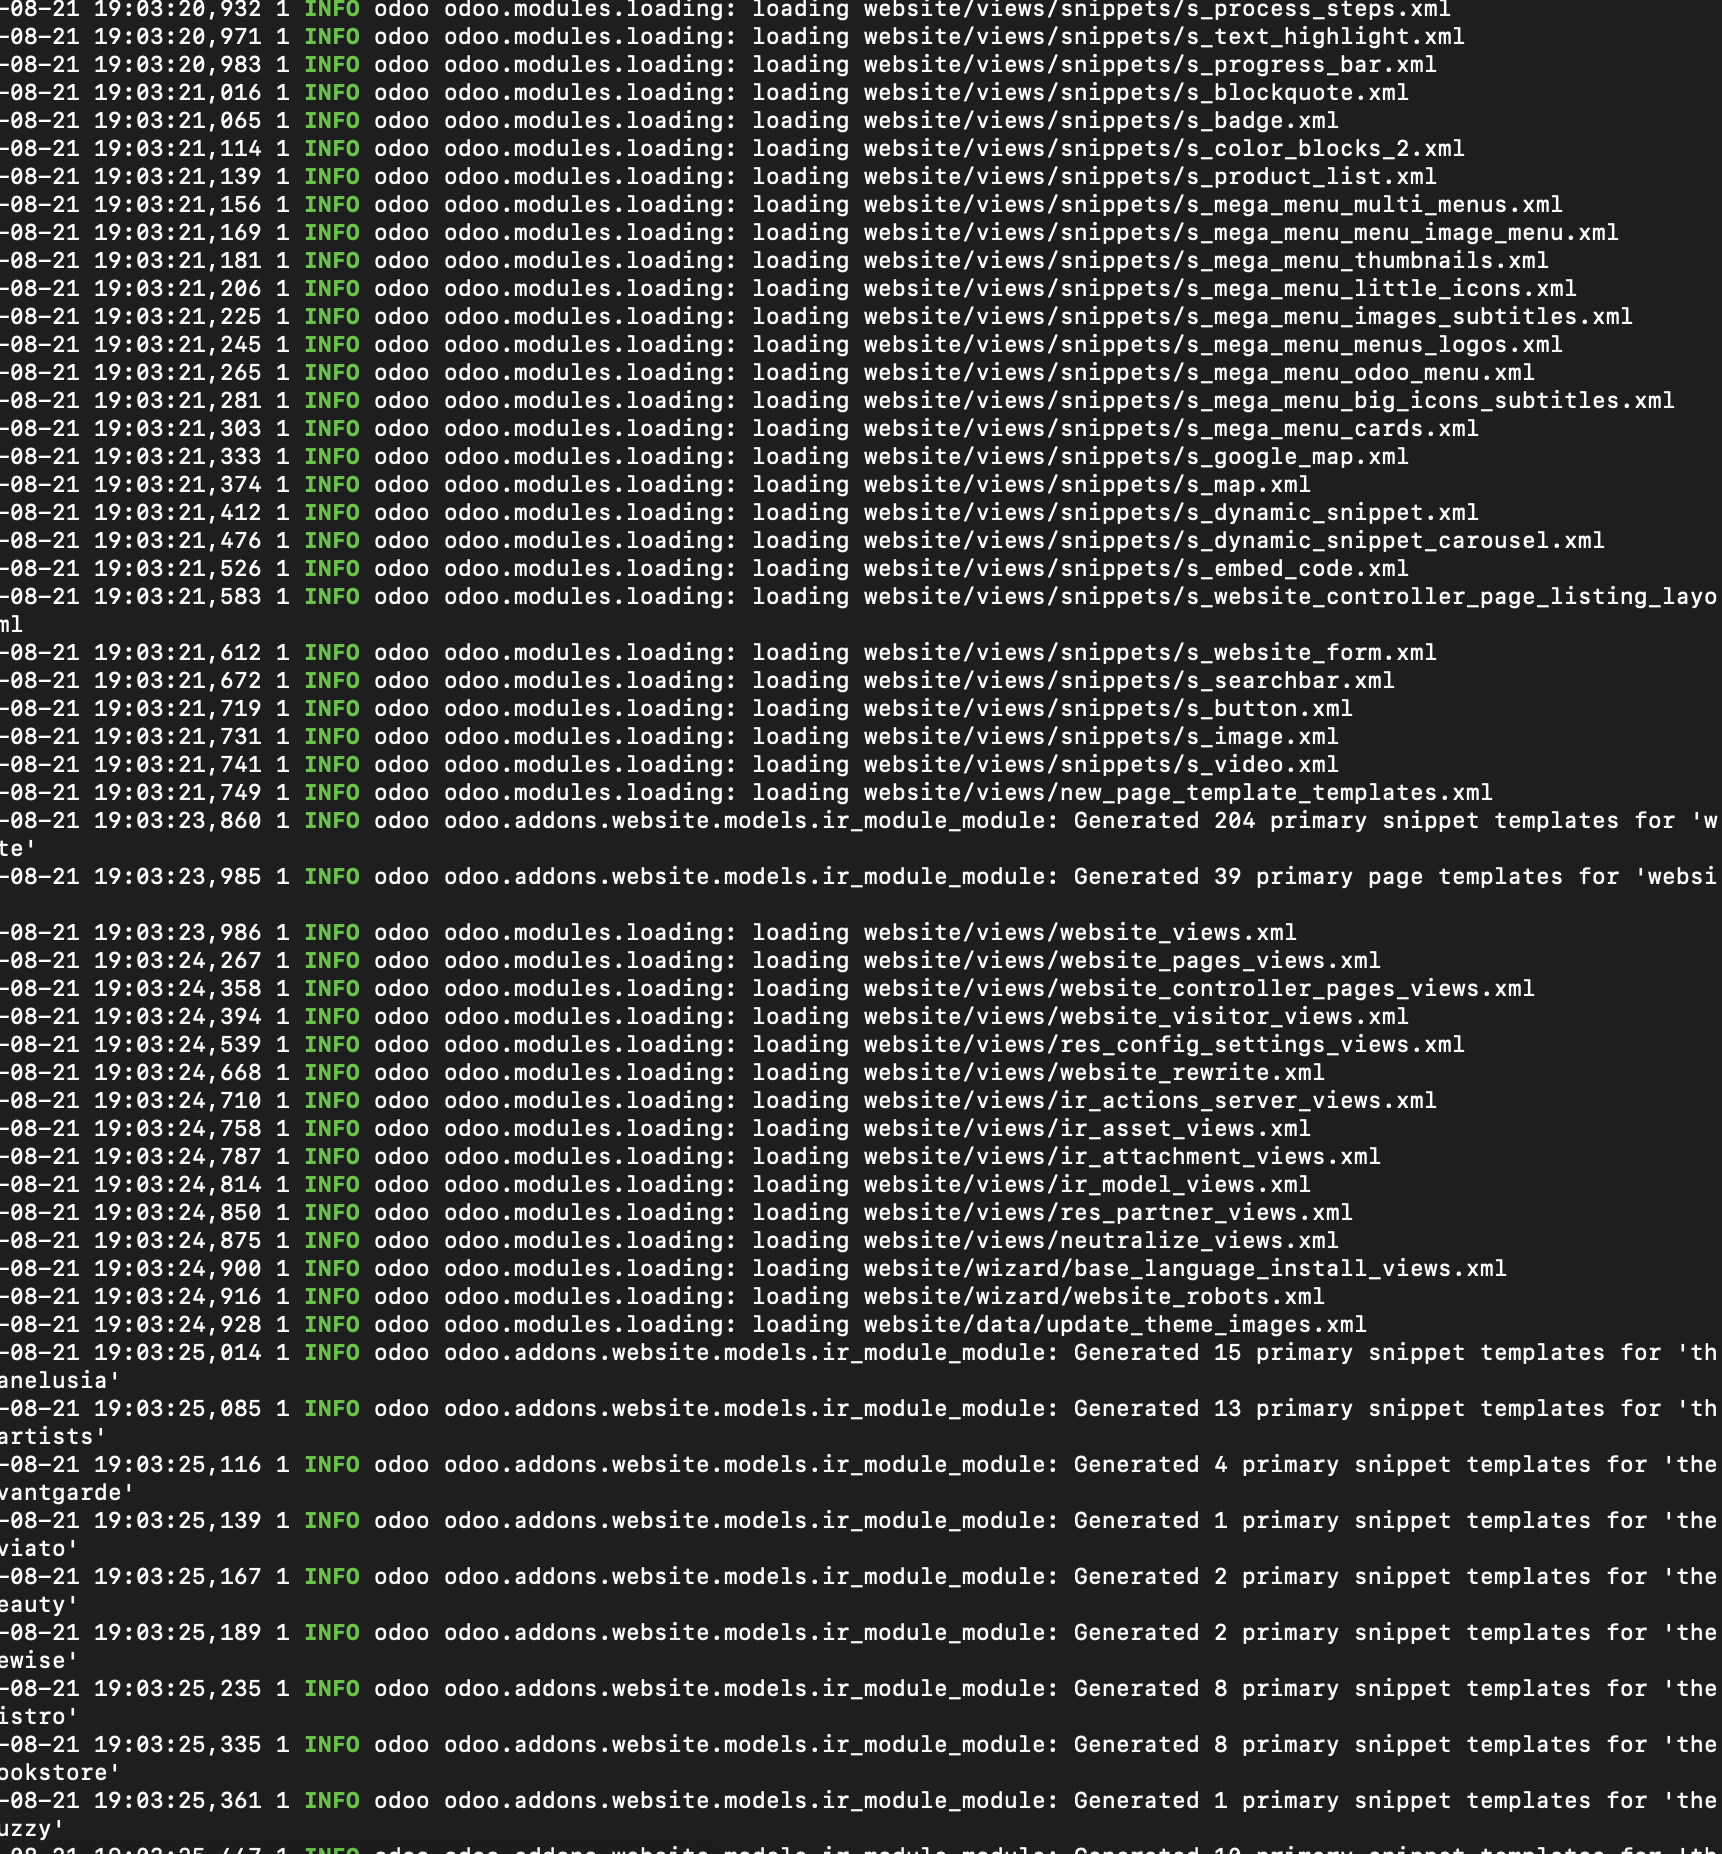 -08-21 19:03:20,932 1 INFO odoo odoo.modules.loading: loading website/views/snippets/s_process_steps.xml
-08-21 19:03:20,971 1 INFO odoo odoo.modules.loading: loading website/views/snippets/s_text_highlight.xml
-08-21 19:03:20,983 1 INFO odoo odoo.modules.loading: loading website/views/snippets/s_progress_bar.xml
-08-21 19:03:21,016 1 INFO odoo odoo.modules.loading: loading website/views/snippets/s_blockquote.xml
-08-21 19:03:21,065 1 INFO odoo odoo.modules.loading: loading website/views/snippets/s_badge.xml
-08-21 19:03:21,114 1 INFO odoo odoo.modules.loading: loading website/views/snippets/s_color_blocks_2.xml
-08-21 19:03:21,139 1 INFO odoo odoo.modules.loading: loading website/views/snippets/s_product_list.xml
-08-21 19:03:21,156 1 INFO odoo odoo.modules.loading: loading website/views/snippets/s_mega_menu_multi_menus.xml
-08-21 19:03:21,169 1 INFO odoo odoo.modules.loading: loading website/views/snippets/s_mega_menu_menu_image_menu.xml
-08-21 19:03:21,181 1 INFO odoo odoo.modules.loading: loading website/views/snippets/s_mega_menu_thumbnails.xml
-08-21 19:03:21,206 1 INFO odoo odoo.modules.loading: loading website/views/snippets/s_mega_menu_little_icons.xml
-08-21 19:03:21,225 1 INFO odoo odoo.modules.loading: loading website/views/snippets/s_mega_menu_images_subtitles.xml
-08-21 19:03:21,245 1 INFO odoo odoo.modules.loading: loading website/views/snippets/s_mega_menu_menus_logos.xml
-08-21 19:03:21,265 1 INFO odoo odoo.modules.loading: loading website/views/snippets/s_mega_menu_odoo_menu.xml
-08-21 19:03:21,281 1 INFO odoo odoo.modules.loading: loading website/views/snippets/s_mega_menu_big_icons_subtitles.xml
-08-21 19:03:21,303 1 INFO odoo odoo.modules.loading: loading website/views/snippets/s_mega_menu_cards.xml
-08-21 19:03:21,333 1 INFO odoo odoo.modules.loading: loading website/views/snippets/s_google_map.xml
-08-21 19:03:21,374 1 INFO odoo odoo.modules.loading: loading website/views/snippets/s_map.xml
-08-21 19:03:21,412 1 INFO odoo odoo.modules.loading: loading website/views/snippets/s_dynamic_snippet.xml
-08-21 19:03:21,476 1 INFO odoo odoo.modules.loading: loading website/views/snippets/s_dynamic_snippet_carousel.xml
-08-21 19:03:21,526 1 INFO odoo odoo.modules.loading: loading website/views/snippets/s_embed_code.xml
-08-21 19:03:21,583 1 INFO odoo odoo.modules.loading: loading website/views/snippets/s_website_controller_page_listing_layo
ml
-08-21 19:03:21,612 1 INFO odoo odoo.modules.loading: loading website/views/snippets/s_website_form.xml
-08-21 19:03:21,672 1 INFO odoo odoo.modules.loading: loading website/views/snippets/s_searchbar.xml
-08-21 19:03:21,719 1 INFO odoo odoo.modules.loading: loading website/views/snippets/s_button.xml
-08-21 19:03:21,731 1 INFO odoo odoo.modules.loading: loading website/views/snippets/s_image.xml
-08-21 19:03:21,741 1 INFO odoo odoo.modules.loading: loading website/views/snippets/s_video.xml
-08-21 19:03:21,749 1 INFO odoo odoo.modules.loading: loading website/views/new_page_template_templates.xml
-08-21 19:03:23,860 1 INFO odoo odoo.addons.website.models.ir_module_module: Generated 204 primary snippet templates for 'w
te'
-08-21 19:03:23,985 1 INFO odoo odoo.addons.website.models.ir_module_module: Generated 39 primary page templates for 'websi
-08-21 19:03:23,986 1 INFO odoo odoo.modules.loading: loading website/views/website_views.xml
-08-21 19:03:24,267 1 INFO odoo odoo.modules.loading: loading website/views/website_pages_views.xml
-08-21 19:03:24,358 1 INFO odoo odoo.modules.loading: loading website/views/website_controller_pages_views.xml
-08-21 19:03:24,394 1 INFO odoo odoo.modules.loading: loading website/views/website_visitor_views.xml
-08-21 19:03:24,539 1 INFO odoo odoo.modules.loading: loading website/views/res_config_settings_views.xml
-08-21 19:03:24,668 1 INFO odoo odoo.modules.loading: loading website/views/website_rewrite.xml
-08-21 19:03:24,710 1 INFO odoo odoo.modules.loading: loading website/views/ir_actions_server_views.xml
-08-21 19:03:24,758 1 INFO odoo odoo.modules.loading: loading website/views/ir_asset_views.xml
-08-21 19:03:24,787 1 INFO odoo odoo.modules.loading: loading website/views/ir_attachment_views.xml
-08-21 19:03:24,814 1 INFO odoo odoo.modules.loading: loading website/views/ir_model_views.xml
-08-21 19:03:24,850 1 INFO odoo odoo.modules.loading: loading website/views/res_partner_views.xml
-08-21 19:03:24,875 1 INFO odoo odoo.modules.loading: loading website/views/neutralize_views.xml
-08-21 19:03:24,900 1 INFO odoo odoo.modules.loading: loading website/wizard/base_language_install_views.xml
-08-21 19:03:24,916 1 INFO odoo odoo.modules.loading: loading website/wizard/website_robots.xml
-08-21 19:03:24,928 1 INFO odoo odoo.modules.loading: loading website/data/update_theme_images.xml
-08-21 19:03:25,014 1 INFO odoo odoo.addons.website.models.ir_module_module: Generated 15 primary snippet templates for 'th
anelusia'
-08-21 19:03:25,085 1 INFO odoo odoo.addons.website.models.ir_module_module: Generated 13 primary snippet templates for 'th
artists'
-08-21 19:03:25,116 1 INFO odoo odoo.addons.website.models.ir_module_module: Generated 4 primary snippet templates for 'the
vantgarde'
-08-21 19:03:25,139 1 INFO odoo odoo.addons.website.models.ir_module_module: Generated 1 primary snippet templates for 'the
viato'
-08-21 19:03:25,167 1 INFO odoo odoo.addons.website.models.ir_module_module: Generated 2 primary snippet templates for 'the
eauty'
-08-21 19:03:25,189 1 INFO odoo odoo.addons.website.models.ir_module_module: Generated 2 primary snippet templates for 'the
ewise'
-08-21 19:03:25,235 1 INFO odoo odoo.addons.website.models.ir_module_module: Generated 8 primary snippet templates for 'the
istro'
-08-21 19:03:25,335 1 INFO odoo odoo.addons.website.models.ir_module_module: Generated 8 primary snippet templates for 'the
ookstore'
-08-21 19:03:25,361 1 INFO odoo odoo.addons.website.models.ir_module_module: Generated 1 primary snippet templates for 'the
uzzy'
-08-21 19:03:25,447 1 INFO odoo odoo.addons.website.models.ir_module_module: Generated 10 primary snippet templates for 'th